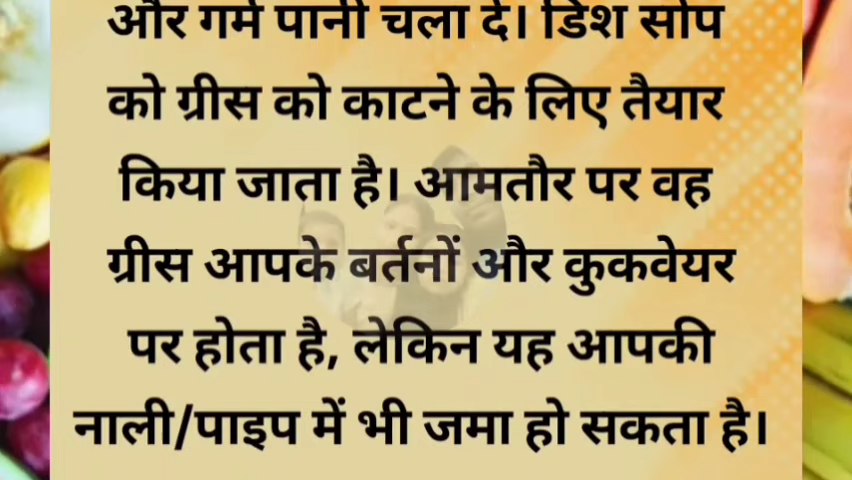 और गर्म पानी चला दें। डिश सोप
को ग्रीस को काटने के लिए तैयार
किया जाता है। आमतौर पर वह
ग्रीस आपके बर्तनों और कुकवेयर
पर होता है, लेकिन यह आपकी
नाली/पाइप में भी जमा हो सकता है।